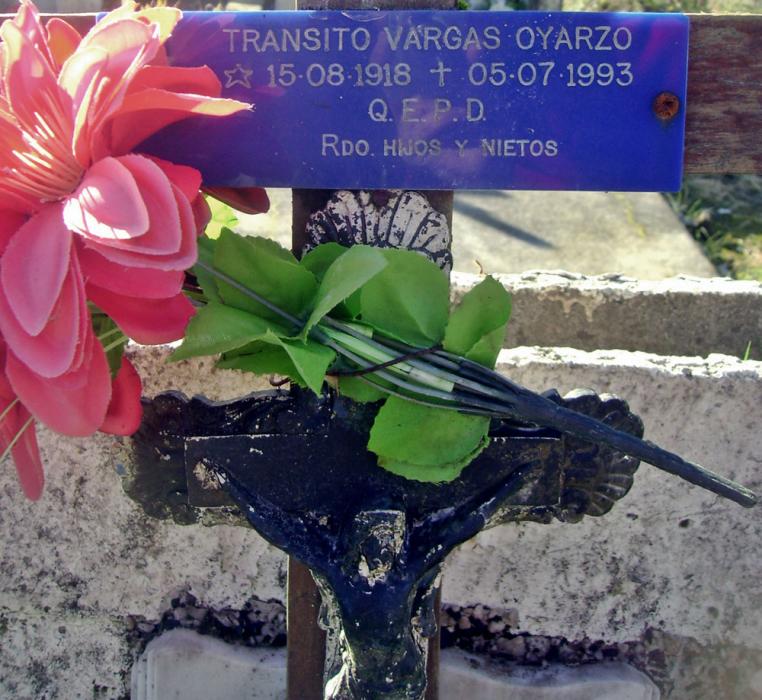 TRANSITO VARGAS OYARZO
☆ 15·08·1918 ✝ 05·07·1993
Q.E.P.D.
RDO. HIJOS Y NIETOS